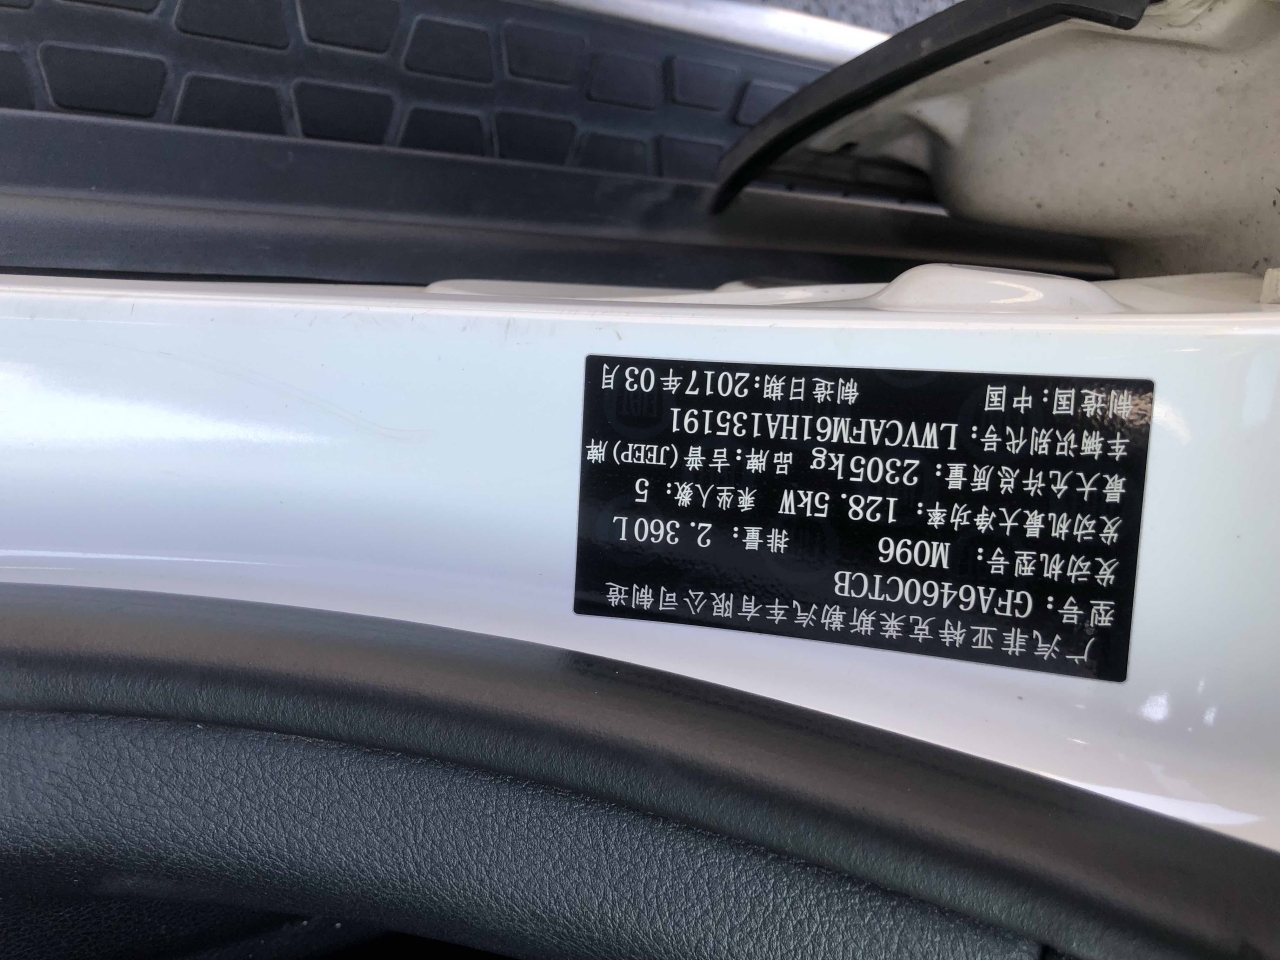 广汽菲亚特克莱斯勒汽车有限公司制造
型号：GFA6460CTCB
发动机型号：M096 排量：2.360L
发动机最大净功率：128.5kW 乘坐人数：5
最大允许总质量：2305kg 品牌：吉普(JEEP)牌
车辆识别代号：LWVCAFM61HA135191
制造国：中国 制造日期：2017年03月